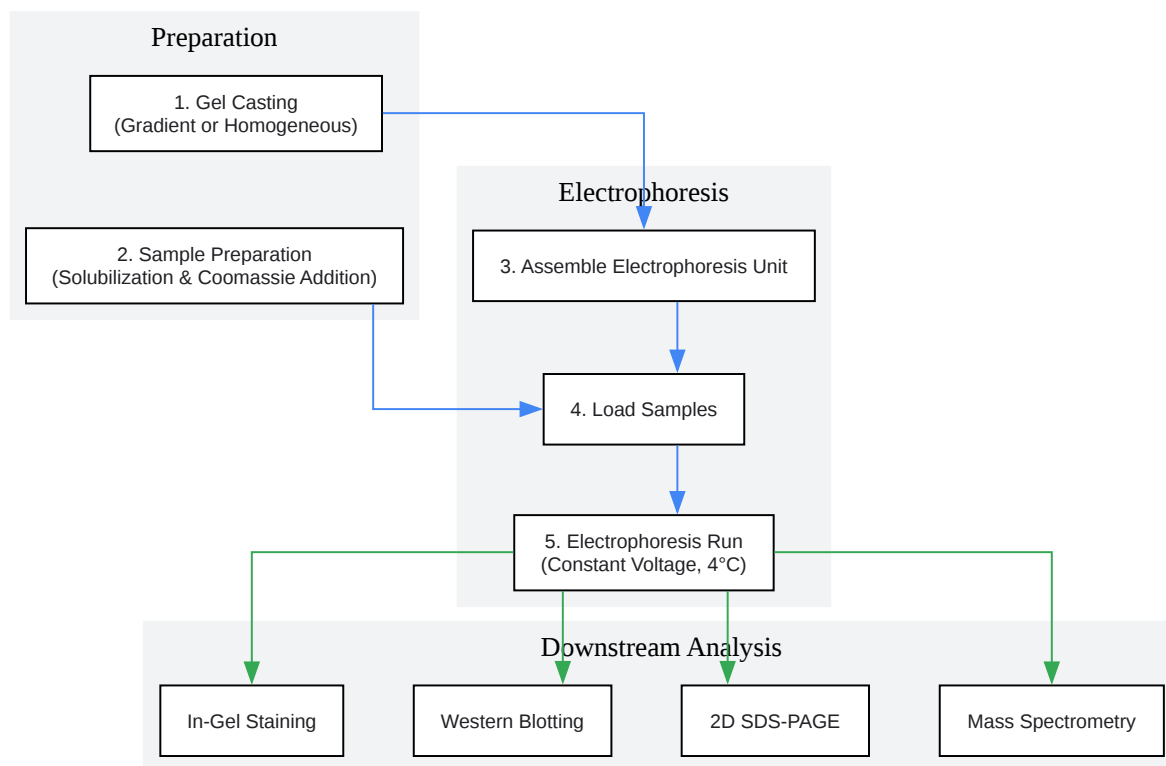 Preparation
1. Gel Casting
(Gradient or Homogeneous)
2. Sample Preparation
(Solubilization & Coomassie Addition)
Electrophoresis
3. Assemble Electrophoresis Unit
4. Load Samples
5. Electrophoresis Run
(Constant Voltage, 4°C)
Downstream Analysis
In-Gel Staining
Western Blotting
2D SDS-PAGE
Mass Spectrometry